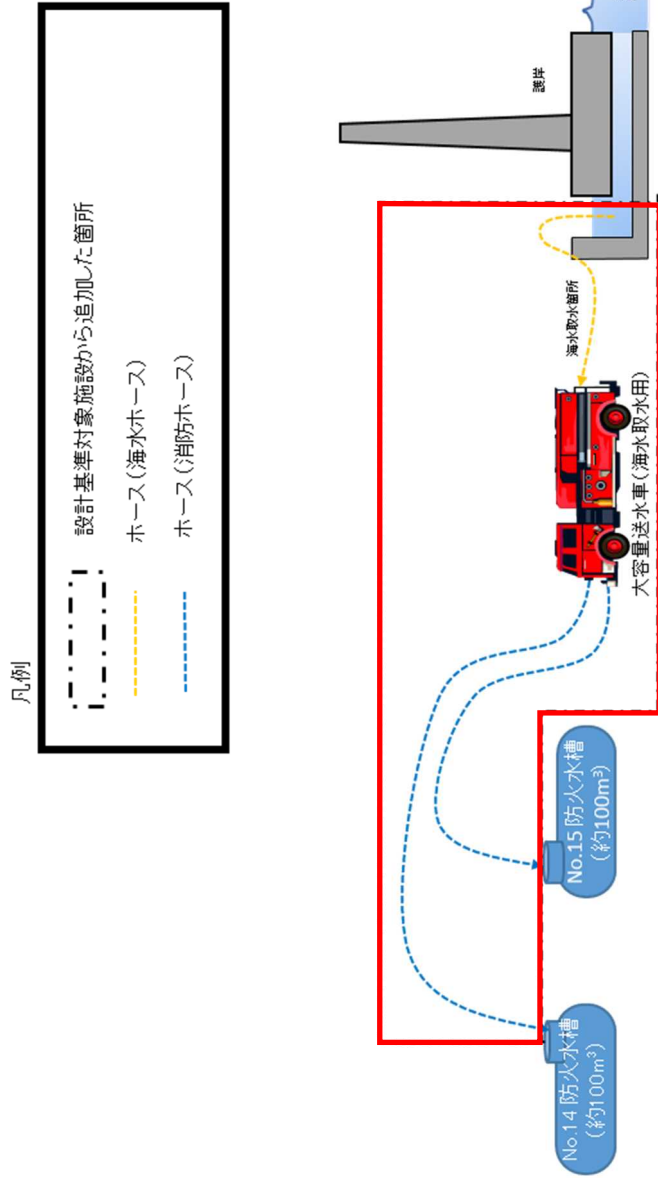 凡例
設計基準対象施設から追加した箇所
ホース(海水ホース)
ホース(消防ホース)
No.14 防火水槽
(約100m³)
No.15 防火水槽
(約100m³)
大容量送水車(海水取水用)
海水取水箇所
護岸